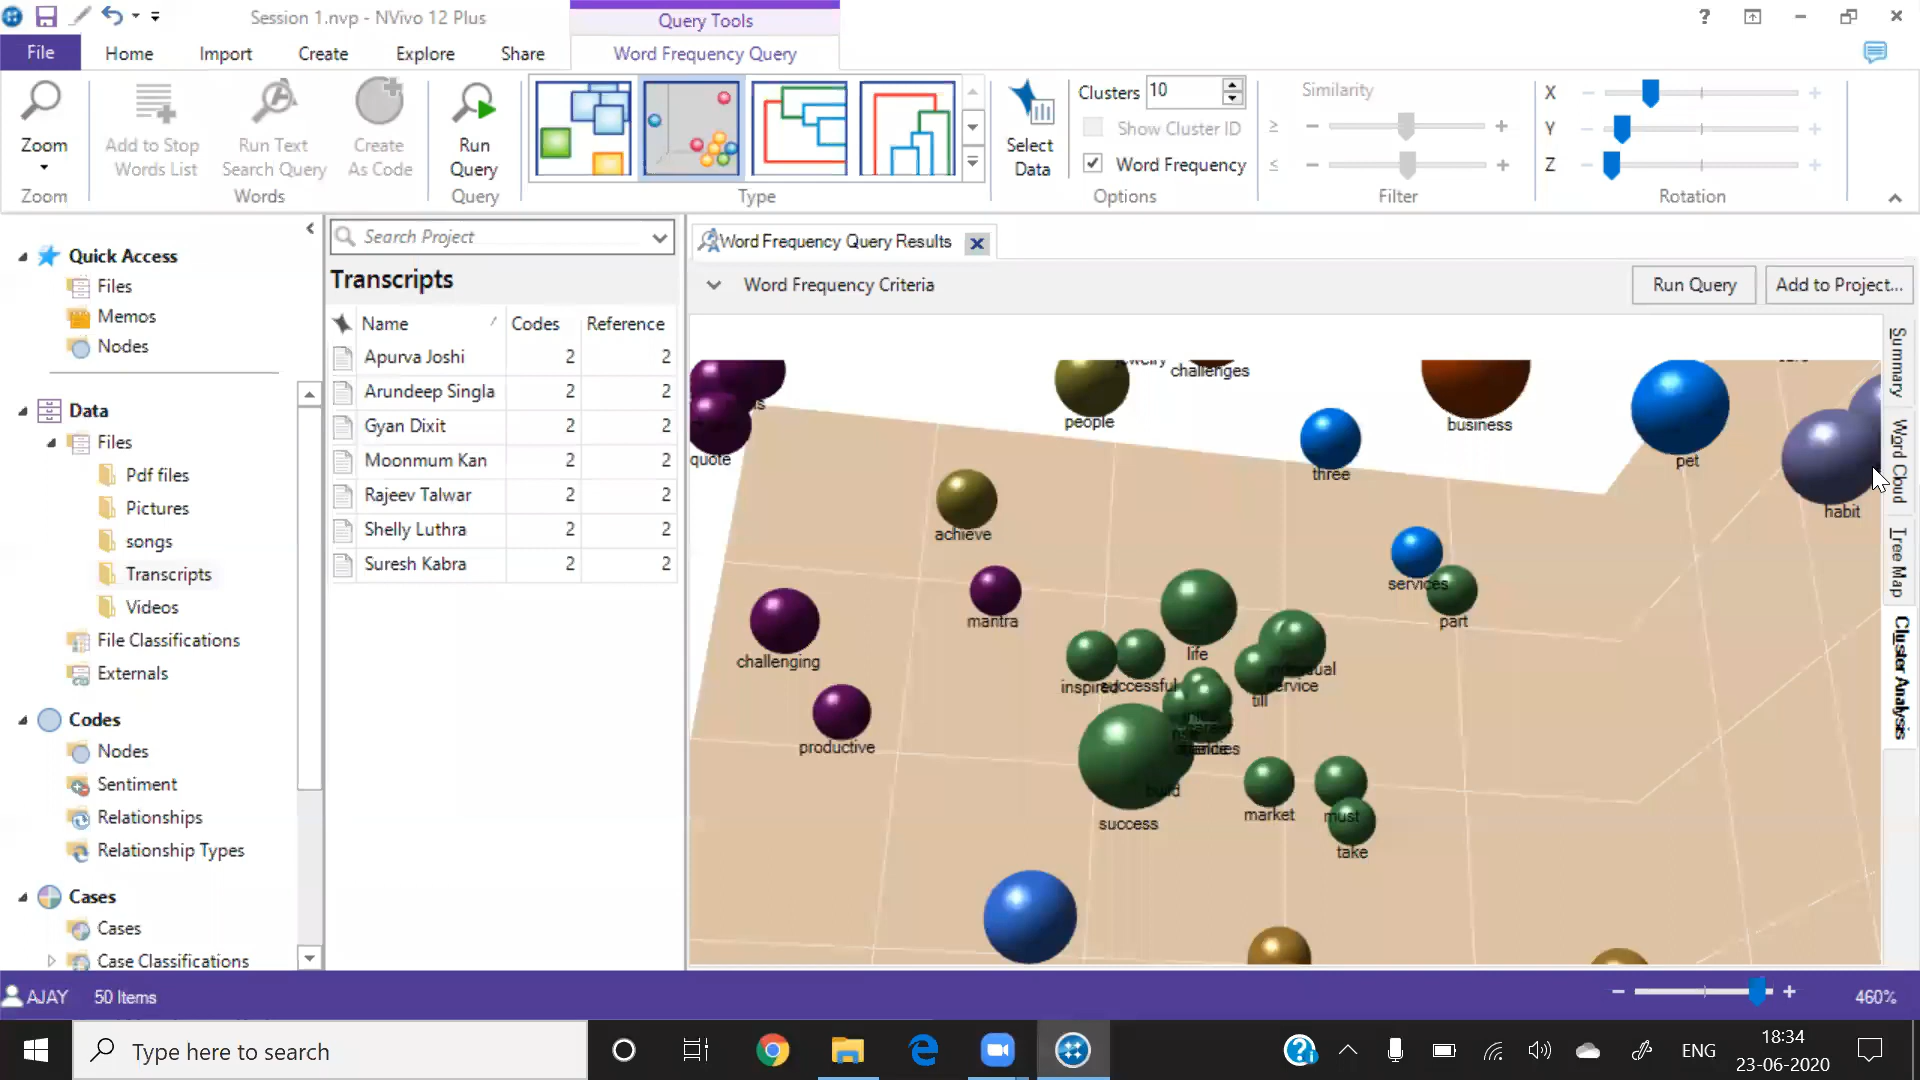 Session 1.nvp - NVivo 12 Plus
Query Tools
File
Home
Import
Create
Explore
Share
Word Frequency Query
Zoom
Add to Stop
Words List
Run Text
Search Query
Create
As Code
Run
Query
Select
Data
Clusters 10
Show Cluster ID
Word Frequency
Similarity
≥
≤
X
Y
Z
Zoom
Words
Query
Type
Options
Filter
Rotation
Quick Access
Files
Memos
Nodes
Data
Files
Pdf files
Pictures
songs
Transcripts
Videos
File Classifications
Externals
Codes
Nodes
Sentiment
Relationships
Relationship Types
Cases
Cases
Case Classifications
Search Project
Transcripts
Name Codes Reference
Apurva Joshi 2 2
Arundeep Singla 2 2
Gyan Dixit 2 2
Moonmum Kan 2 2
Rajeev Talwar 2 2
Shelly Luthra 2 2
Suresh Kabra 2 2
Word Frequency Query Results
Word Frequency Criteria
Run Query
Add to Project...
Summary
Word Cloud
Tree Map
Cluster Analysis
jewelry
challenges
people
business
quote
three
pet
habit
achieve
services
part
mantra
challenging
life
inspired
successful
service
till
productive
build
success
market
must
take
AJAY
50 Items
460%
Type here to search
ENG
18:34
23-06-2020